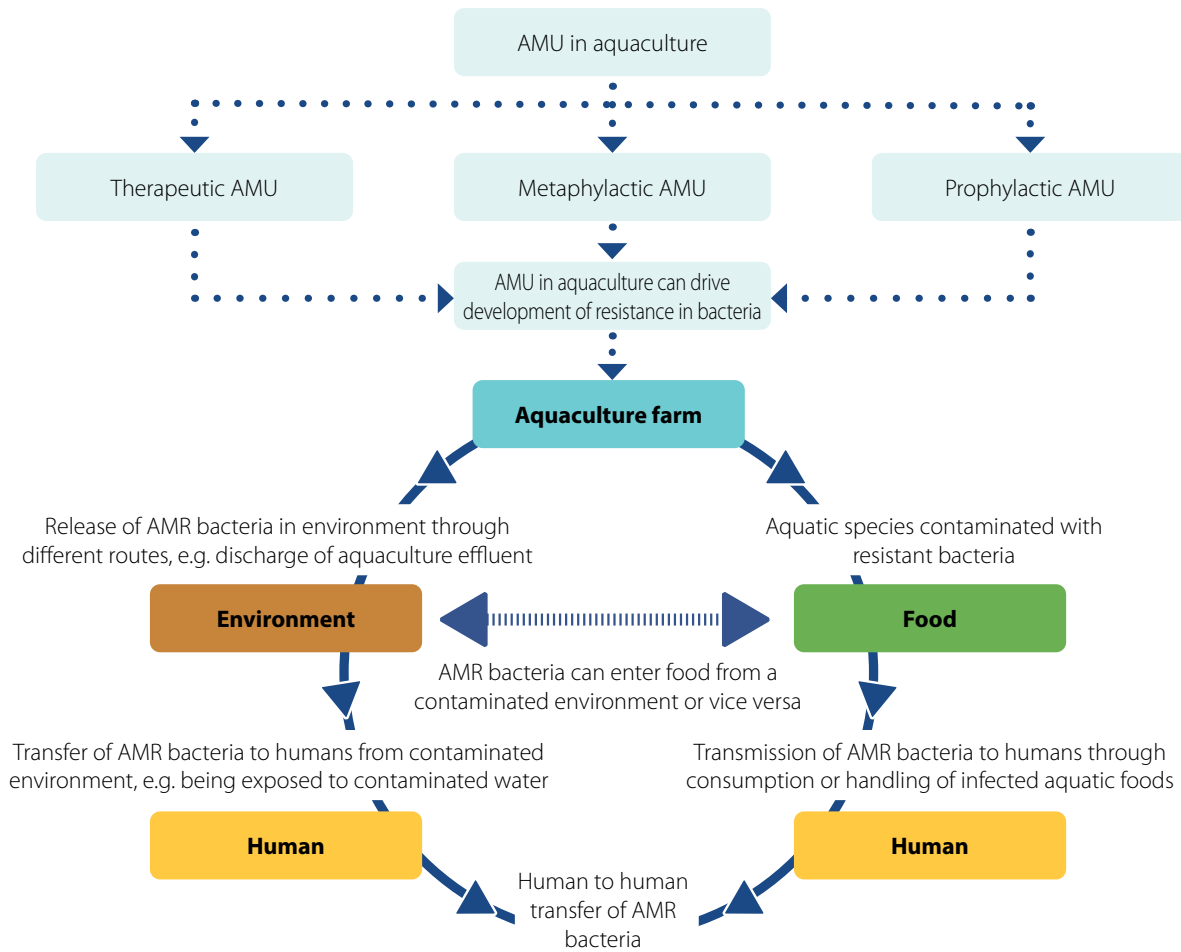 AMU in aquaculture
Therapeutic AMU
Metaphylactic AMU
Prophylactic AMU
AMU in aquaculture can drive
development of resistance in bacteria
Aquaculture farm
Release of AMR bacteria in environment through
different routes, e.g. discharge of aquaculture effluent
Aquatic species contaminated with
resistant bacteria
Environment
Food
AMR bacteria can enter food from a
contaminated environment or vice versa
Transfer of AMR bacteria to humans from contaminated
environment, e.g. being exposed to contaminated water
Transmission of AMR bacteria to humans through
consumption or handling of infected aquatic foods
Human
Human
Human to human
transfer of AMR
bacteria